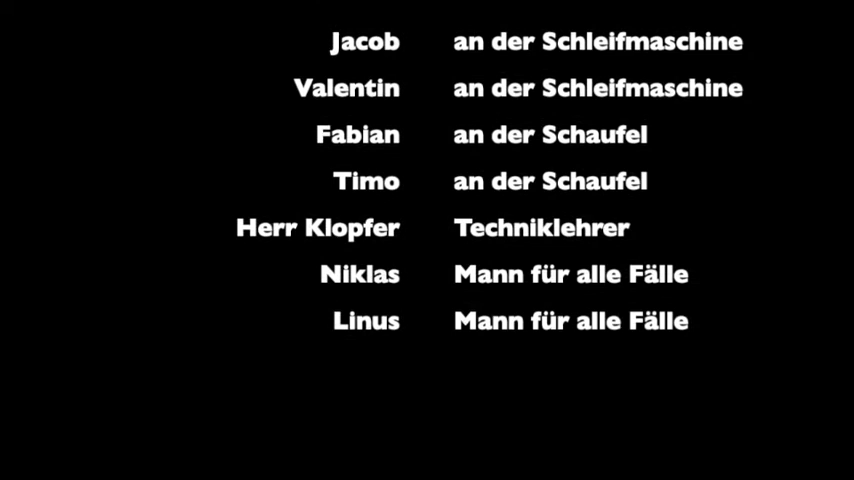 Jacob an der Schleifmaschine
Valentin an der Schleifmaschine
Fabian an der Schaufel
Timo an der Schaufel
Herr Klopfer Techniklehrer
Niklas Mann für alle Fälle
Linus Mann für alle Fälle